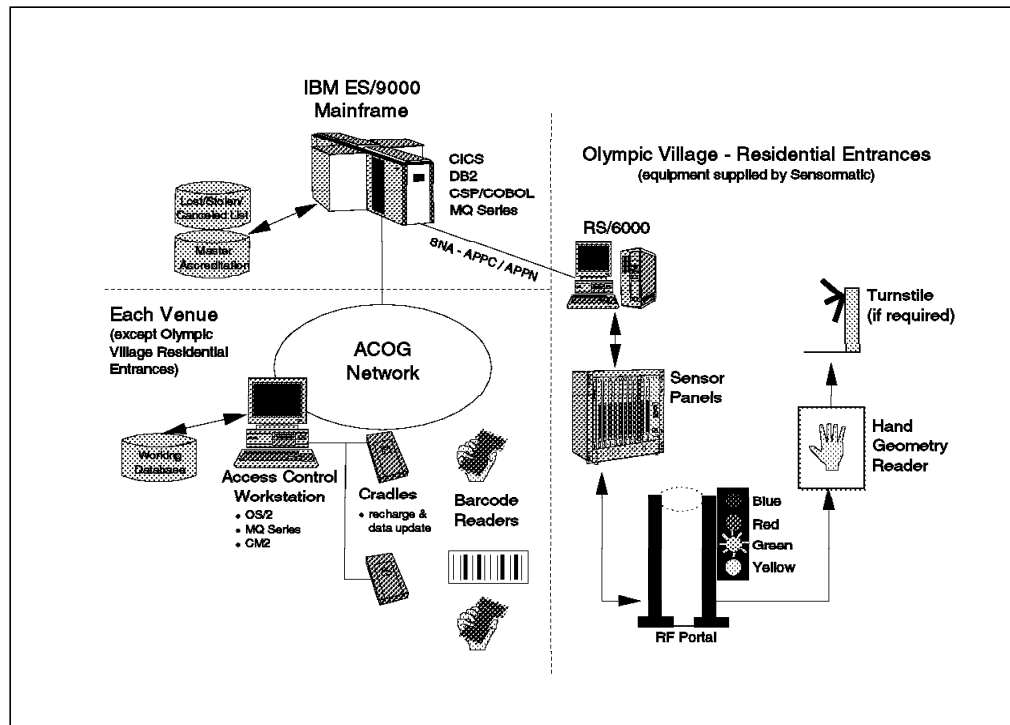 IBM ES/9000
Mainframe
CICS
DB2
CSP/COBOL
MQ Series
Lost/Stolen/
Canceled List
Master
Accreditation
SNA - APPC / APPN
Olympic Village - Residential Entrances
(equipment supplied by Sensormatic)
RS/6000
Turnstile
(if required)
Sensor
Panels
Hand
Geometry
Reader
Blue
Red
Green
Yellow
RF Portal
Each Venue
(except Olympic
Village Residential
Entrances)
ACOG
Network
Working
Database
Access Control
Workstation
• OS/2
• MQ Series
• CM2
Cradles
• recharge &
data update
Barcode
Readers